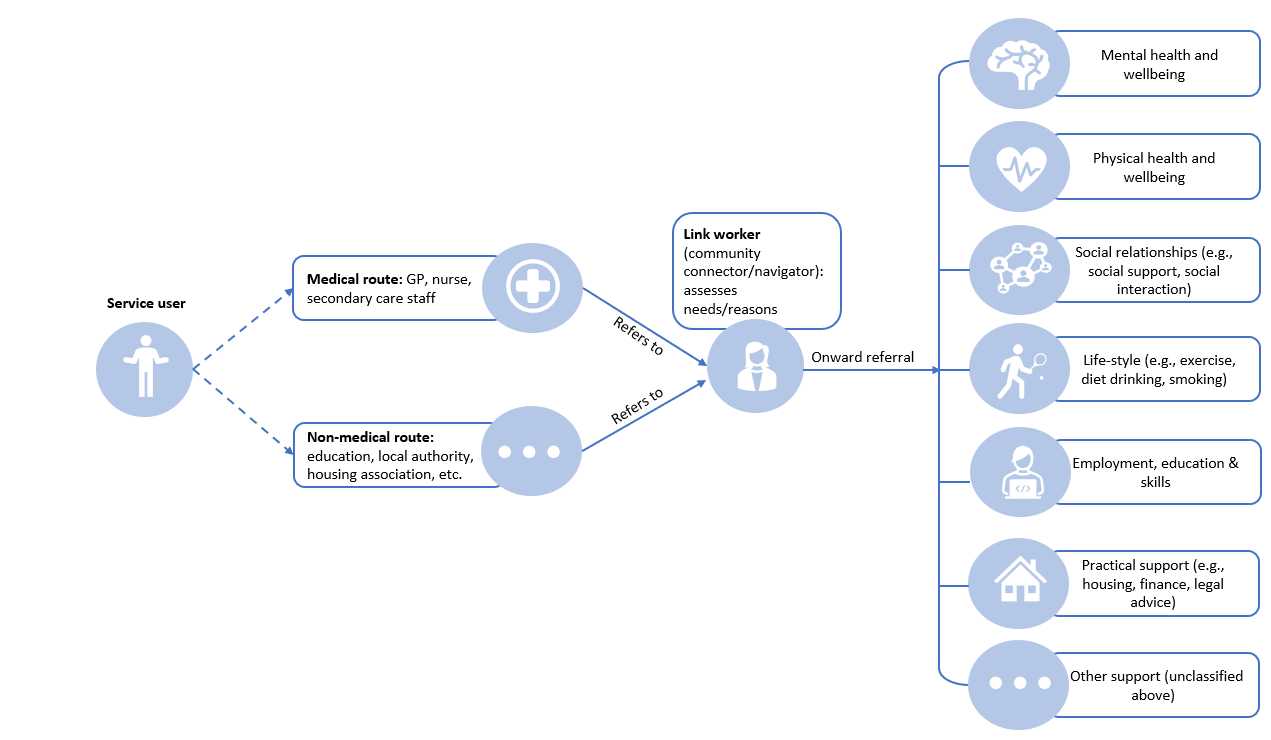 Service user
Medical route: GP, nurse,
secondary care staff
Non-medical route:
education, local authority,
housing association, etc.
Refers to
Refers to
Link worker
(community
connector/navigator):
assesses
needs/reasons
Onward referral
Mental health and
wellbeing
Physical health and
wellbeing
Social relationships (e.g.,
social support, social
interaction)
Life-style (e.g., exercise,
diet drinking, smoking)
Employment, education &
skills
</>
Practical support (e.g.,
housing, finance, legal
advice)
Other support (unclassified
above)